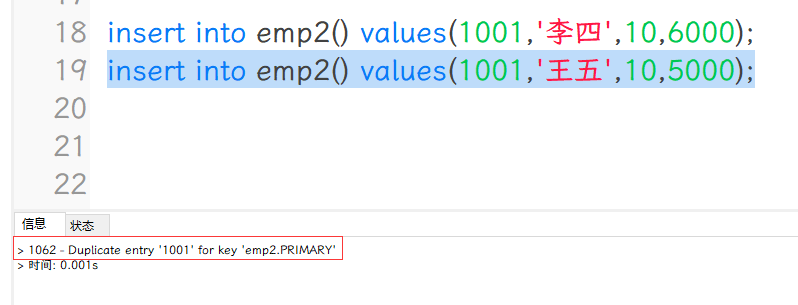 18 insert into emp2() values(1001,'李四',10,6000);
19 insert into emp2() values(1001,'王五',10,5000);
20
21
22
信息 状态
> 1062 - Duplicate entry '1001' for key 'emp2.PRIMARY'
> 时间: 0.001s